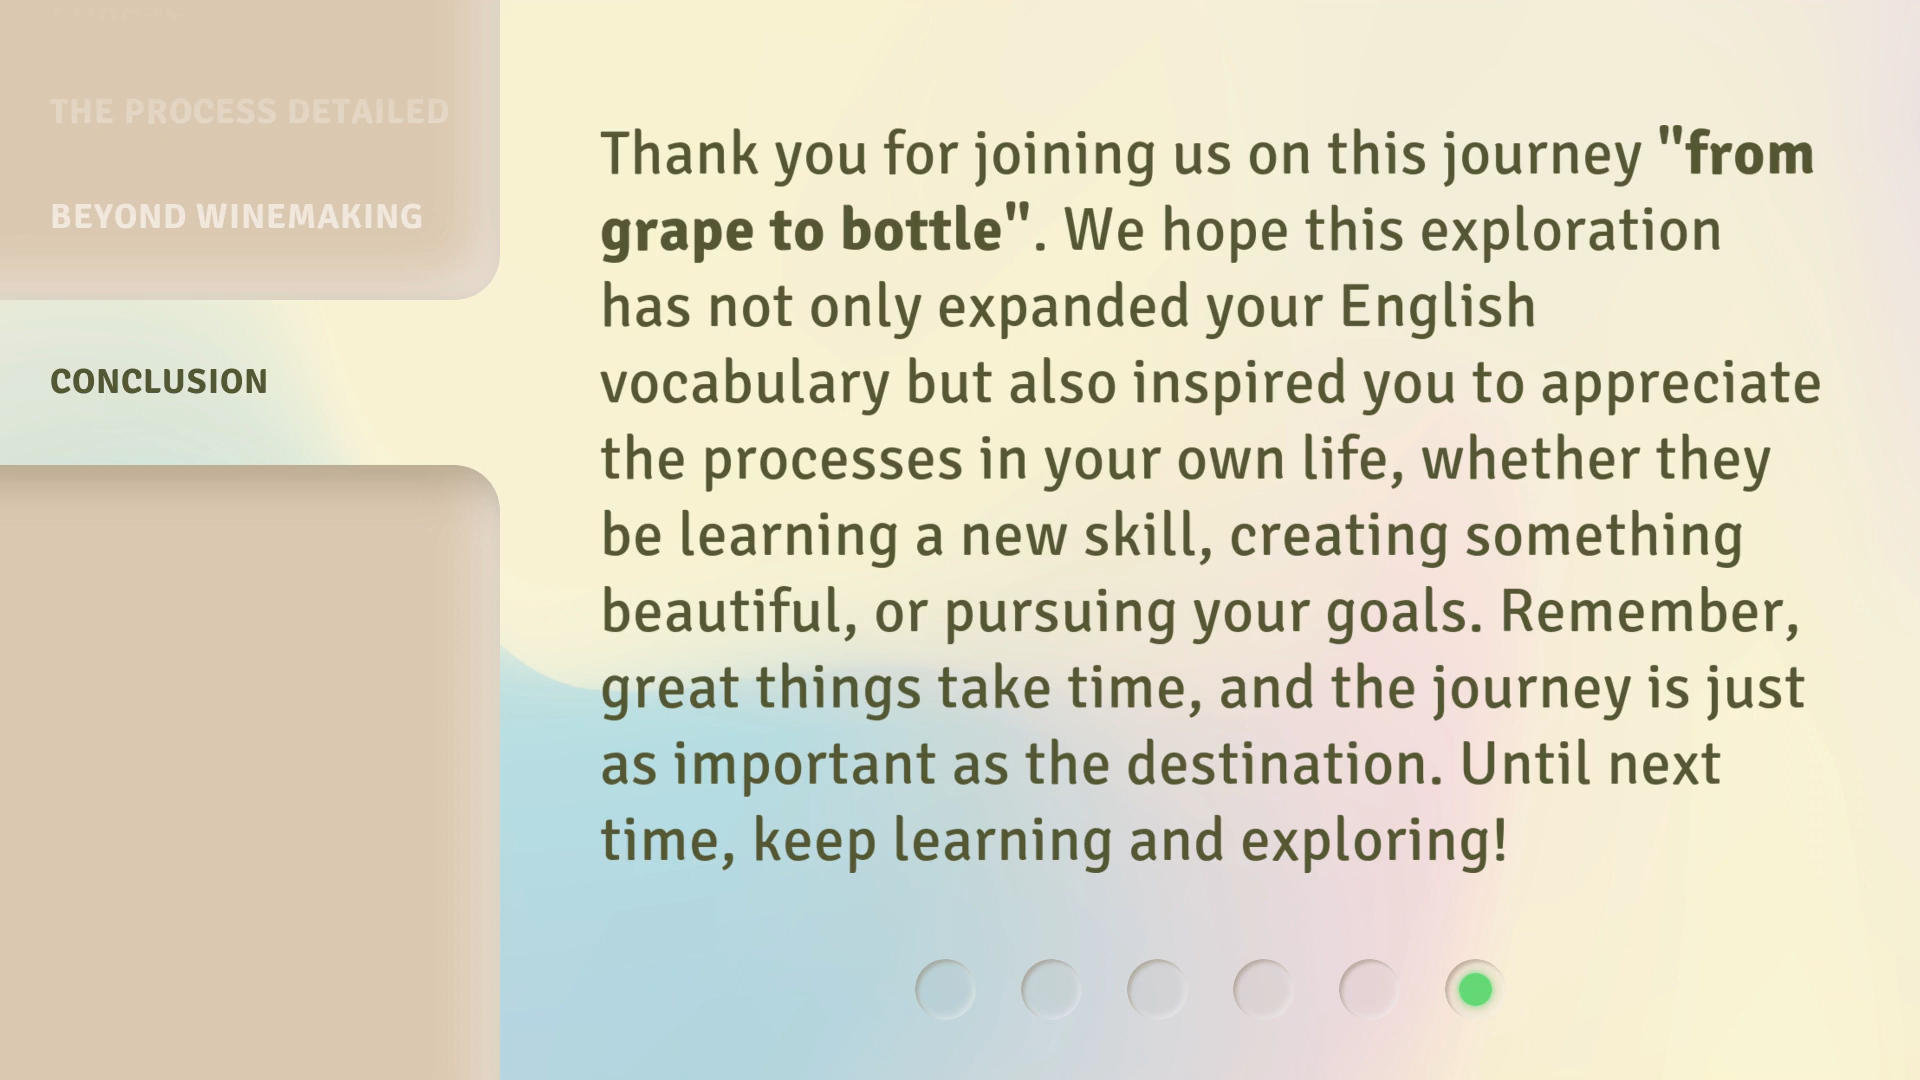 THE PROCESS DETAILED
BEYOND WINEMAKING
CONCLUSION
Thank you for joining us on this journey "from
grape to bottle". We hope this exploration
has not only expanded your English
vocabulary but also inspired you to appreciate
the processes in your own life, whether they
be learning a new skill, creating something
beautiful, or pursuing your goals. Remember,
great things take time, and the journey is just
as important as the destination. Until next
time, keep learning and exploring!